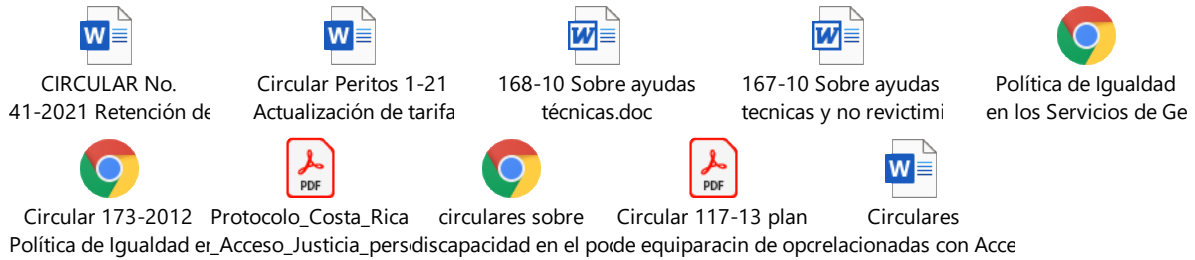 CIRCULAR No.
41-2021 Retención de
Circular Peritos 1-21
Actualización de tarifa
168-10 Sobre ayudas
técnicas.doc
167-10 Sobre ayudas
tecnicas y no revictimi
Política de Igualdad
en los Servicios de Ge
Circular 173-2012
Política de Igualdad er
PDF
Protocolo_Costa_Rica
_Acceso_Justicia_pers
circulares sobre
discapacidad en el po
PDF
Circular 117-13 plan
de equiparacin de opc
Circulares
relacionadas con Acce